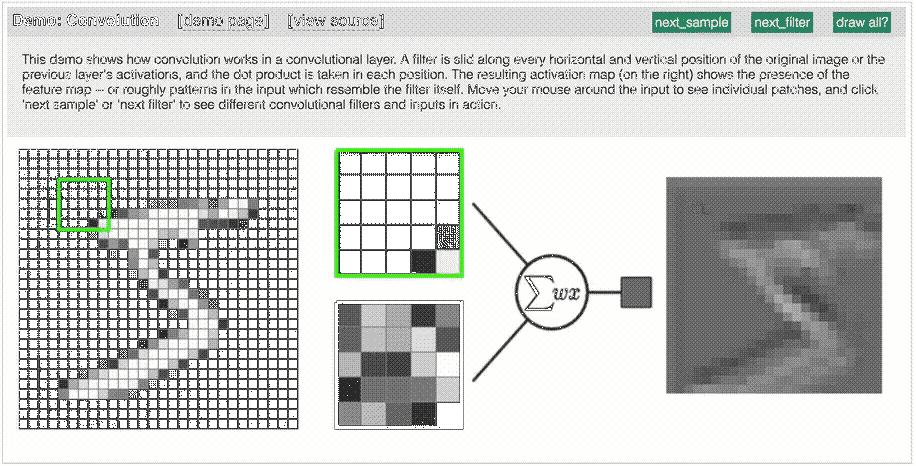 Demo: Convolution [demo page] [view source] next_sample next_filter draw all?
This demo shows how convolution works in a convolutional layer. A filter is slid along every horizontal and vertical position of the original image or the
previous layer's activations, and the dot product is taken in each position. The resulting activation map (on the right) shows the presence of the
feature map -- or roughly patterns in the input which resemble the filter itself. Move your mouse around the input to see individual patches, and click
'next sample' or 'next filter' to see different convolutional filters and inputs in action.
∑wx